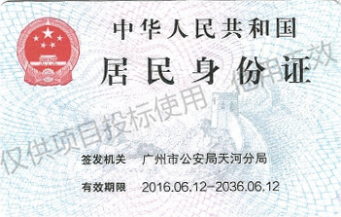 中华人民共和国
居民身份证
仅供项目投标使用，他用无效
签发机关 广州市公安局天河分局
有效期限 2016.06.12-2036.06.12